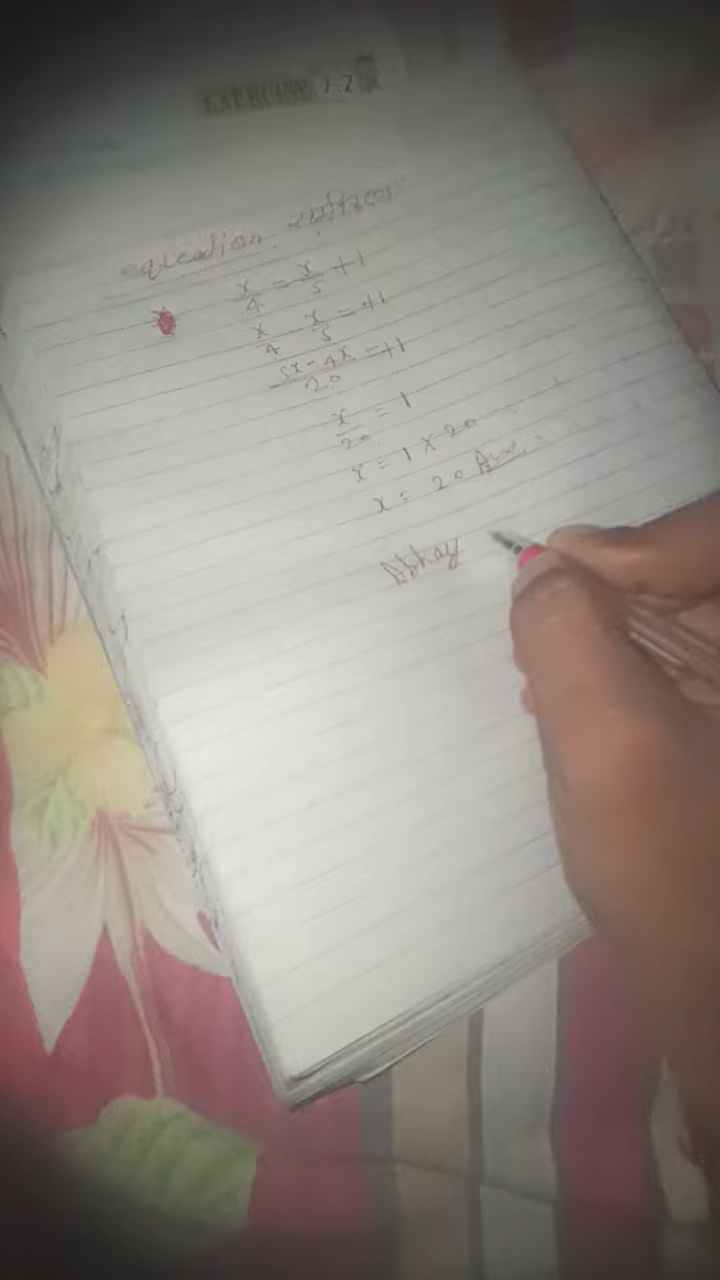 EXERCISE 7.2
question
x/4 = x/5 + 1
x/4 - x/5 = +1
5x - 4x/20 = +1
x/20 = 1
x = 1 × 20
x = 20 Ans.
Abhay